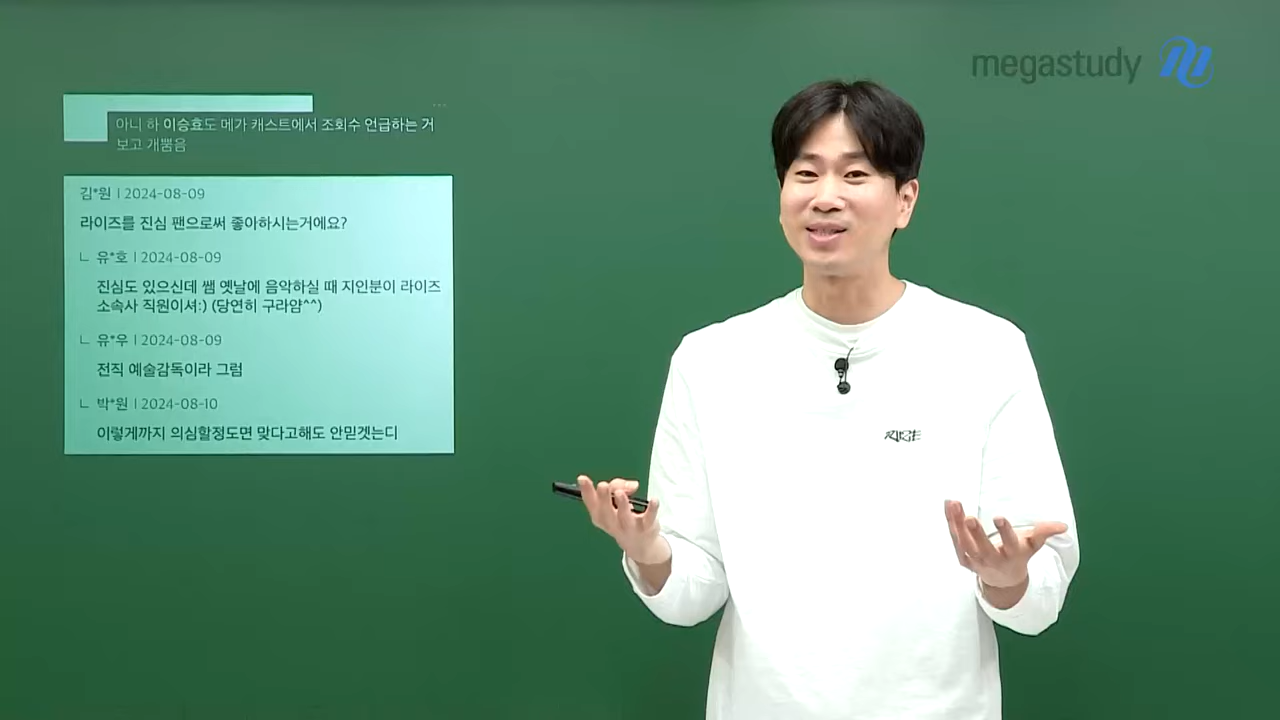 megastudy
아니 하 이승효도 메가 캐스트에서 조회수 언급하는 거
보고 개뿜음
김*원 | 2024-08-09
라이즈를 진심 팬으로써 좋아하시는거에요?
ㄴ 유*호 | 2024-08-09
진심도 있으신데 쌤 옛날에 음악하실 때 지인분이 라이즈
소속사 직원이셔:) (당연히 구라얌^^)
ㄴ 유*우 | 2024-08-09
전직 예술감독이라 그럼
ㄴ 박*원 | 2024-08-10
이렇게까지 의심할정도면 맞다고해도 안믿겟는디
RIIZE